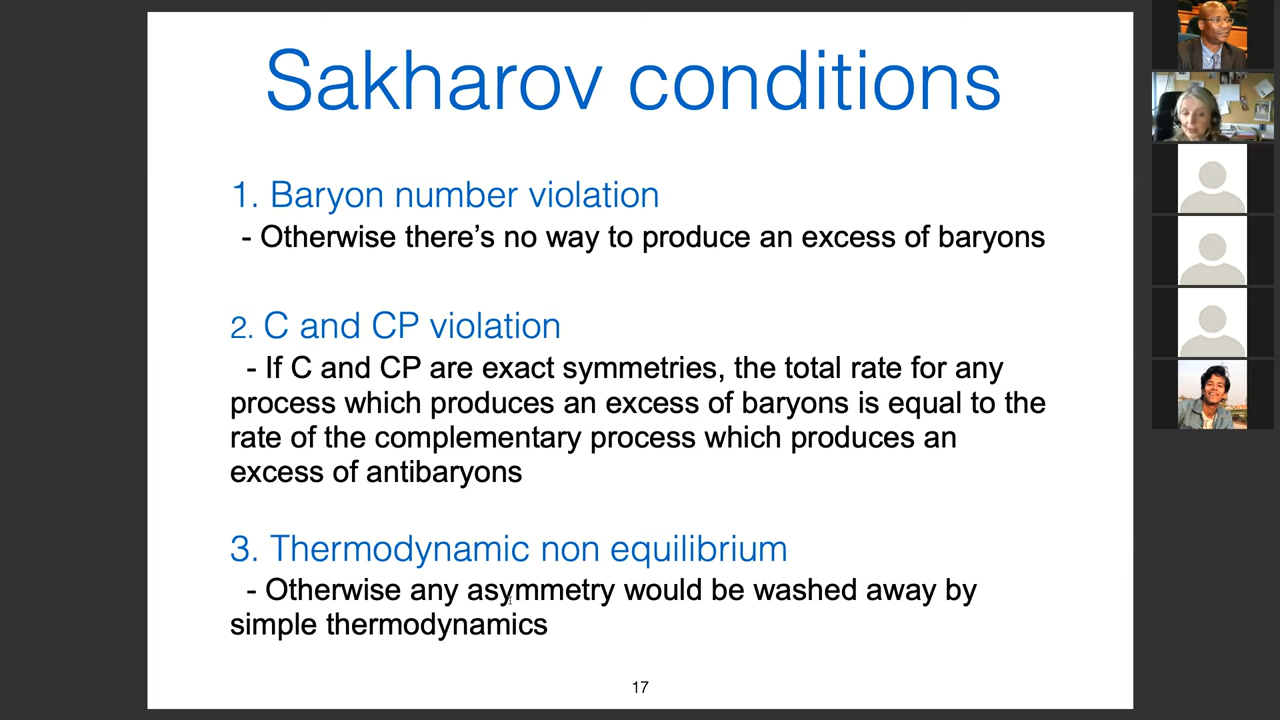 Sakharov conditions
1. Baryon number violation
- Otherwise there's no way to produce an excess of baryons
2. C and CP violation
- If C and CP are exact symmetries, the total rate for any
process which produces an excess of baryons is equal to the
rate of the complementary process which produces an
excess of antibaryons
3. Thermodynamic non equilibrium
- Otherwise any asymmetry would be washed away by
simple thermodynamics
17